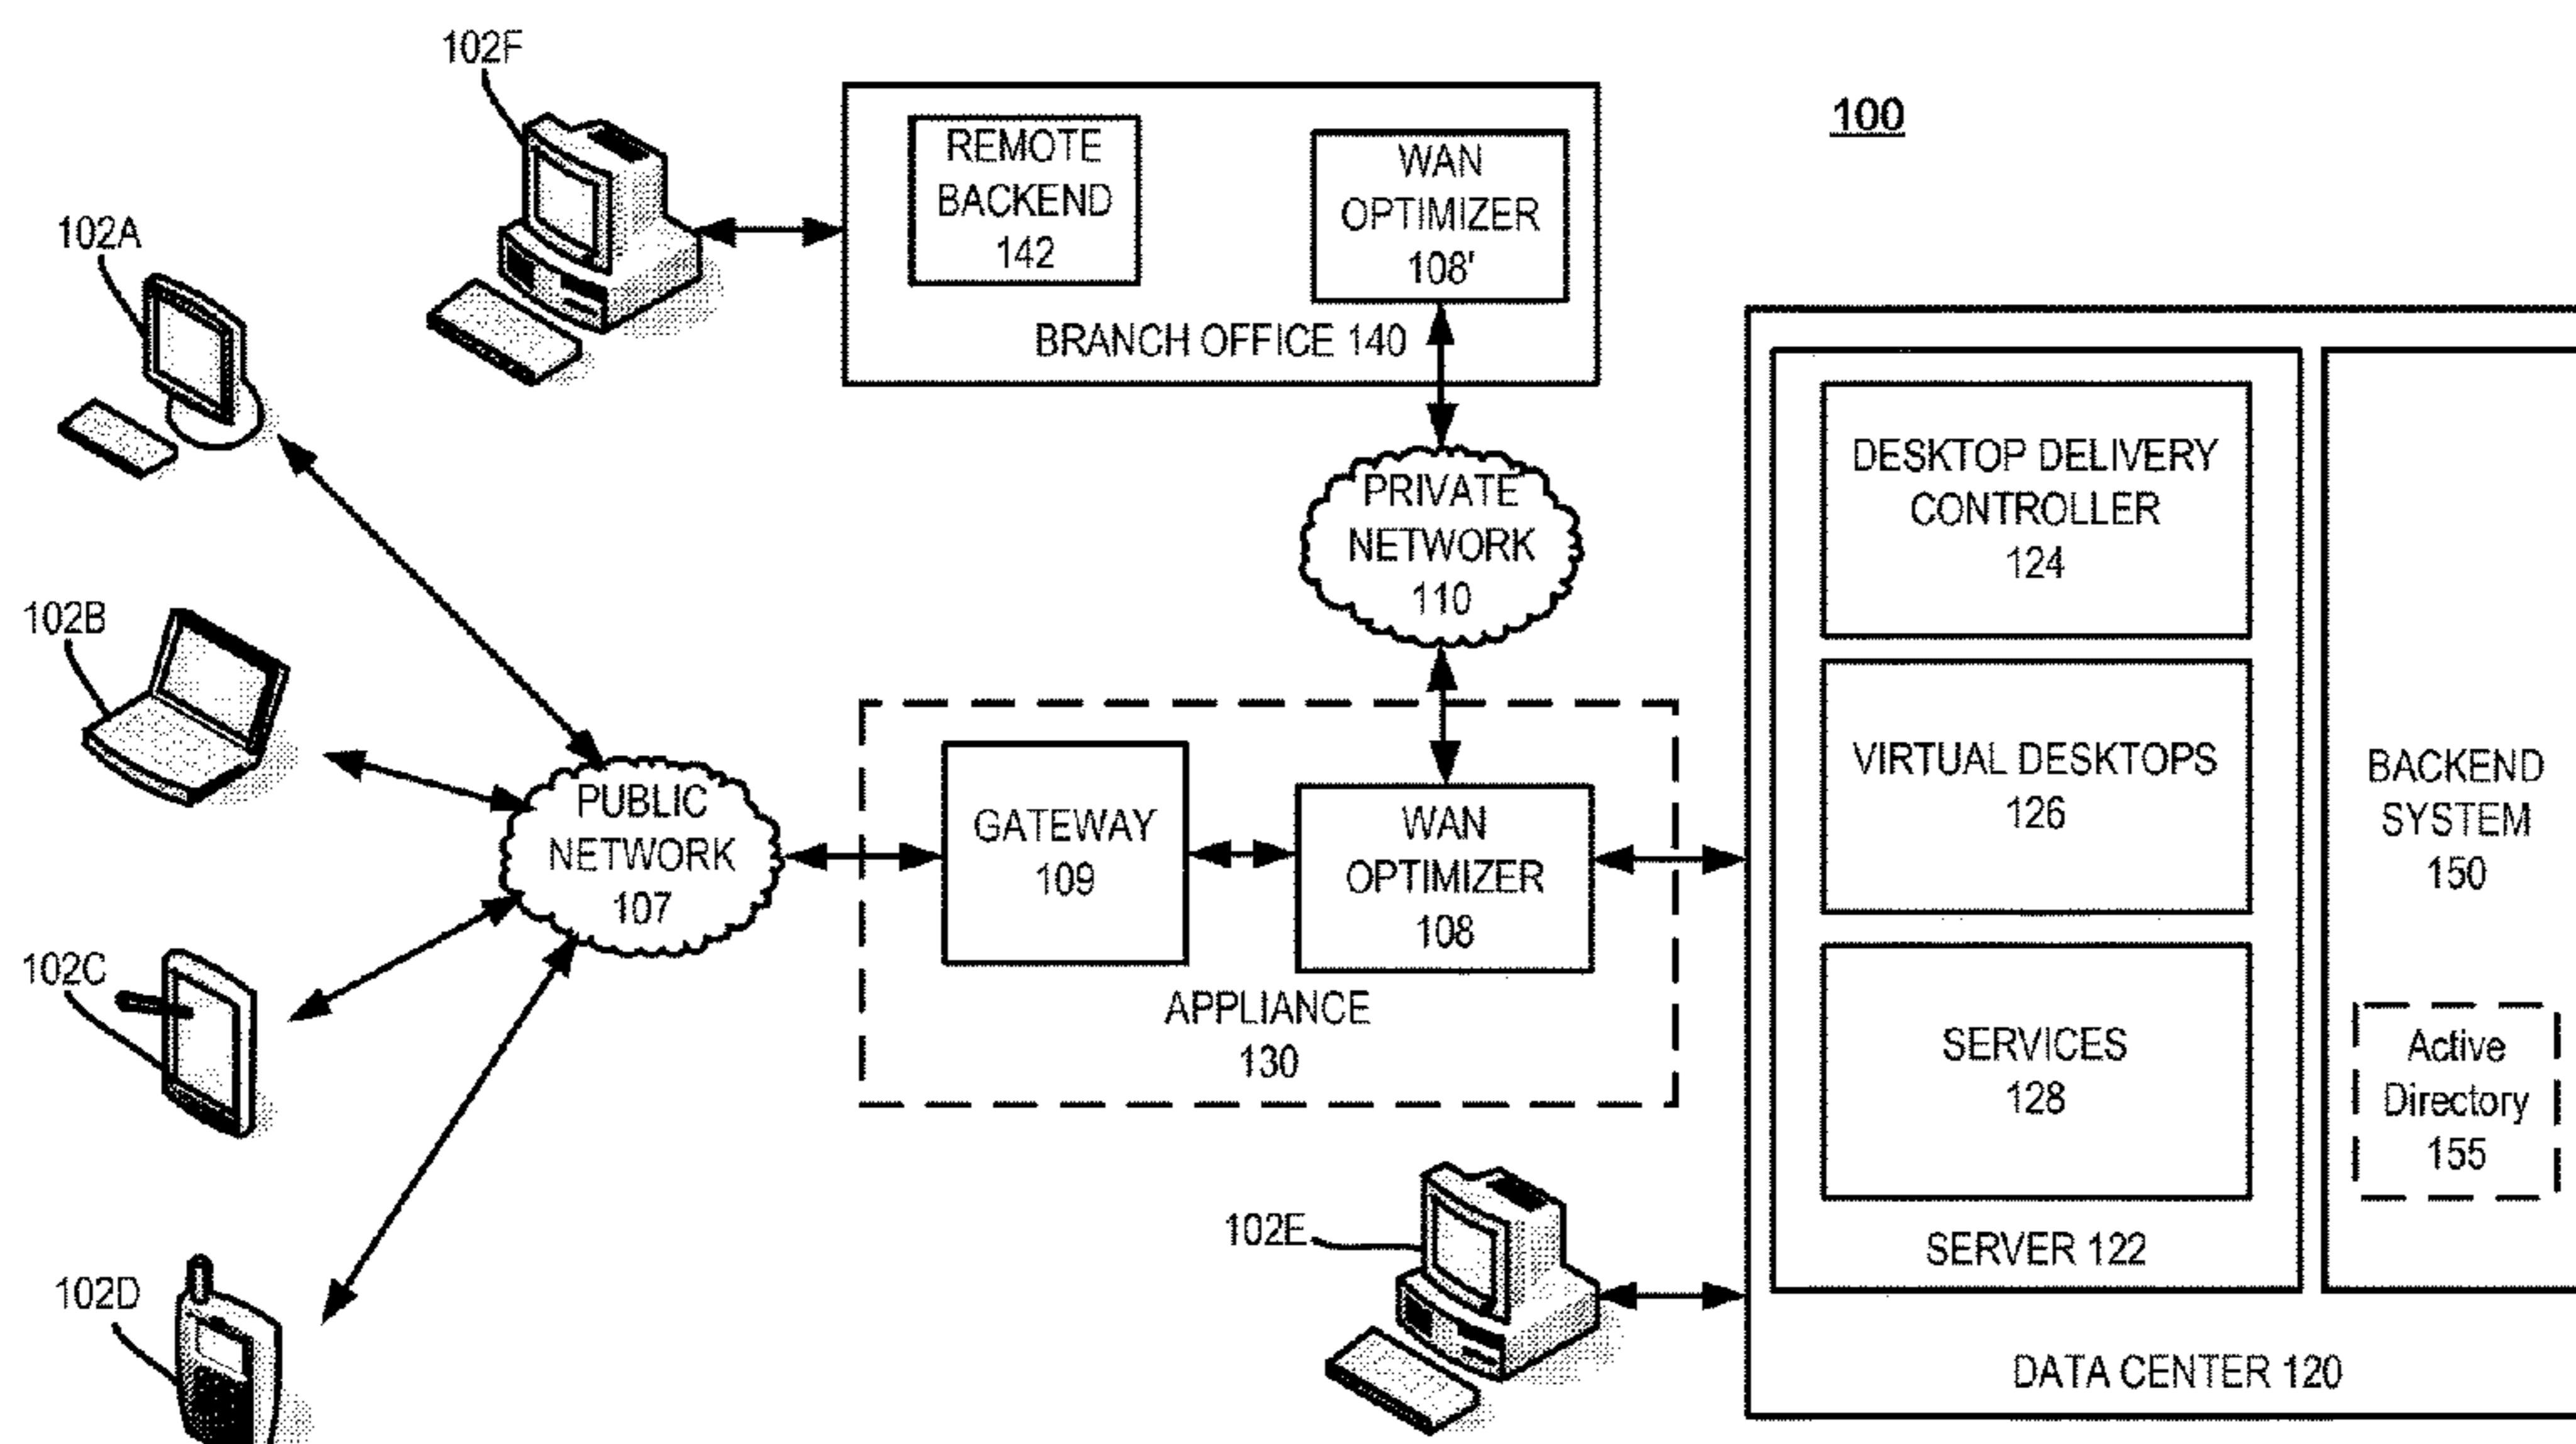 102F
100
REMOTE
BACKEND
142
WAN
OPTIMIZER
108'
BRANCH OFFICE 140
102A
PRIVATE
NETWORK
110
DESKTOP DELIVERY
CONTROLLER
124
102B
PUBLIC
NETWORK
107
GATEWAY
109
WAN
OPTIMIZER
108
APPLIANCE
130
VIRTUAL DESKTOPS
126
BACKEND
SYSTEM
150
102C
SERVICES
128
Active
Directory
155
102E
SERVER 122
102D
DATA CENTER 120